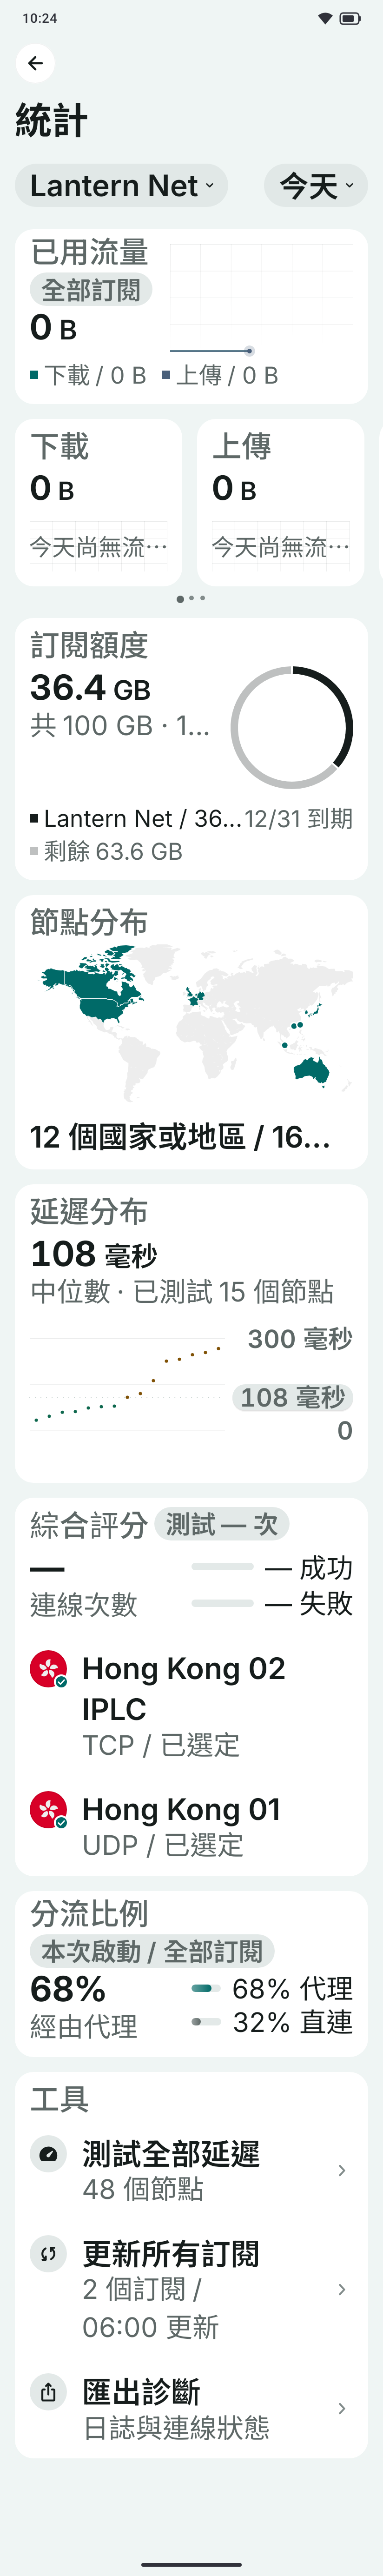 10:24
統計
Lantern Net
今天
已用流量
全部訂閱
0 B
下載 / 0 B
上傳 / 0 B
下載
0 B
今天尚無流…
上傳
0 B
今天尚無流…
訂閱額度
36.4 GB
共 100 GB · 1...
Lantern Net / 36... 12/31 到期
剩餘 63.6 GB
節點分布
12 個國家或地區 / 16...
延遲分布
108 毫秒
中位數 · 已測試 15 個節點
300 毫秒
108 毫秒
0
綜合評分 測試 — 次
—
連線次數
— 成功
— 失敗
Hong Kong 02
IPLC
TCP / 已選定
Hong Kong 01
UDP / 已選定
分流比例
本次啟動 / 全部訂閱
68%
經由代理
68% 代理
32% 直連
工具
測試全部延遲
48 個節點
更新所有訂閱
2 個訂閱 /
06:00 更新
匯出診斷
日誌與連線狀態